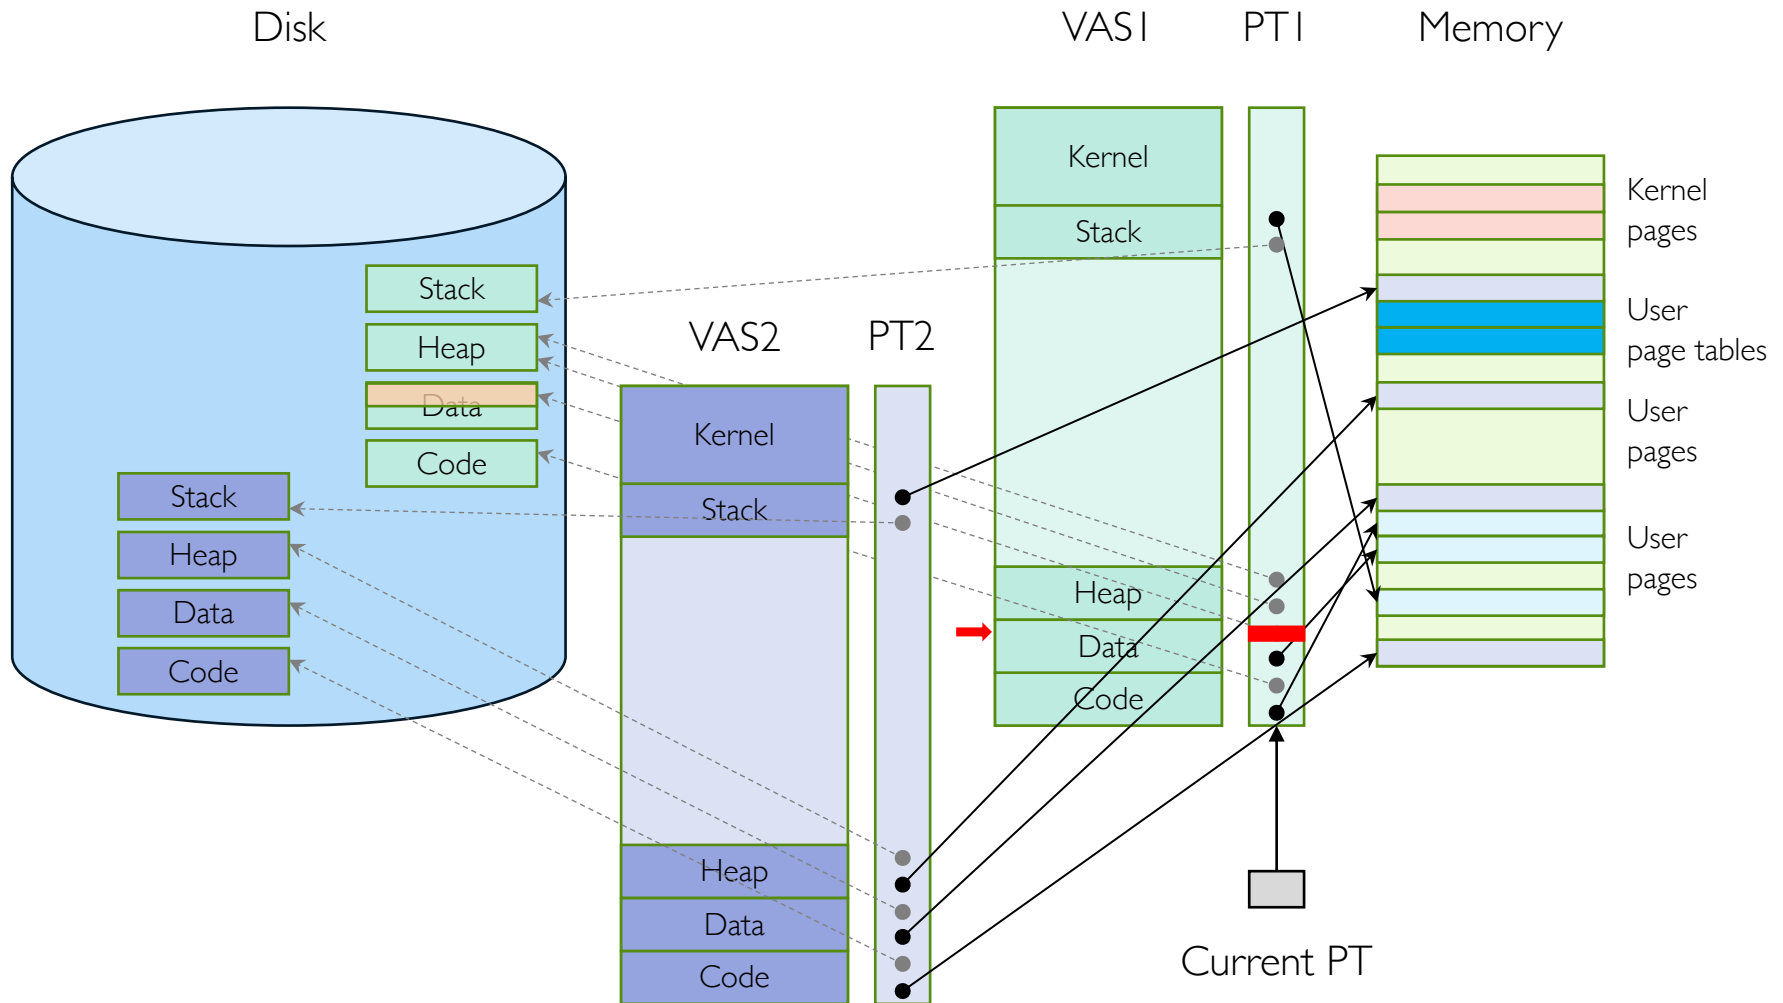 Disk
VAS1
PT1
Memory
Kernel
Stack
Heap
Data
Code
Kernel
pages
User
page tables
User
pages
User
pages
Stack
Heap
Data
Code
Stack
Heap
Data
Code
VAS2
PT2
Kernel
Stack
Heap
Data
Code
Current PT